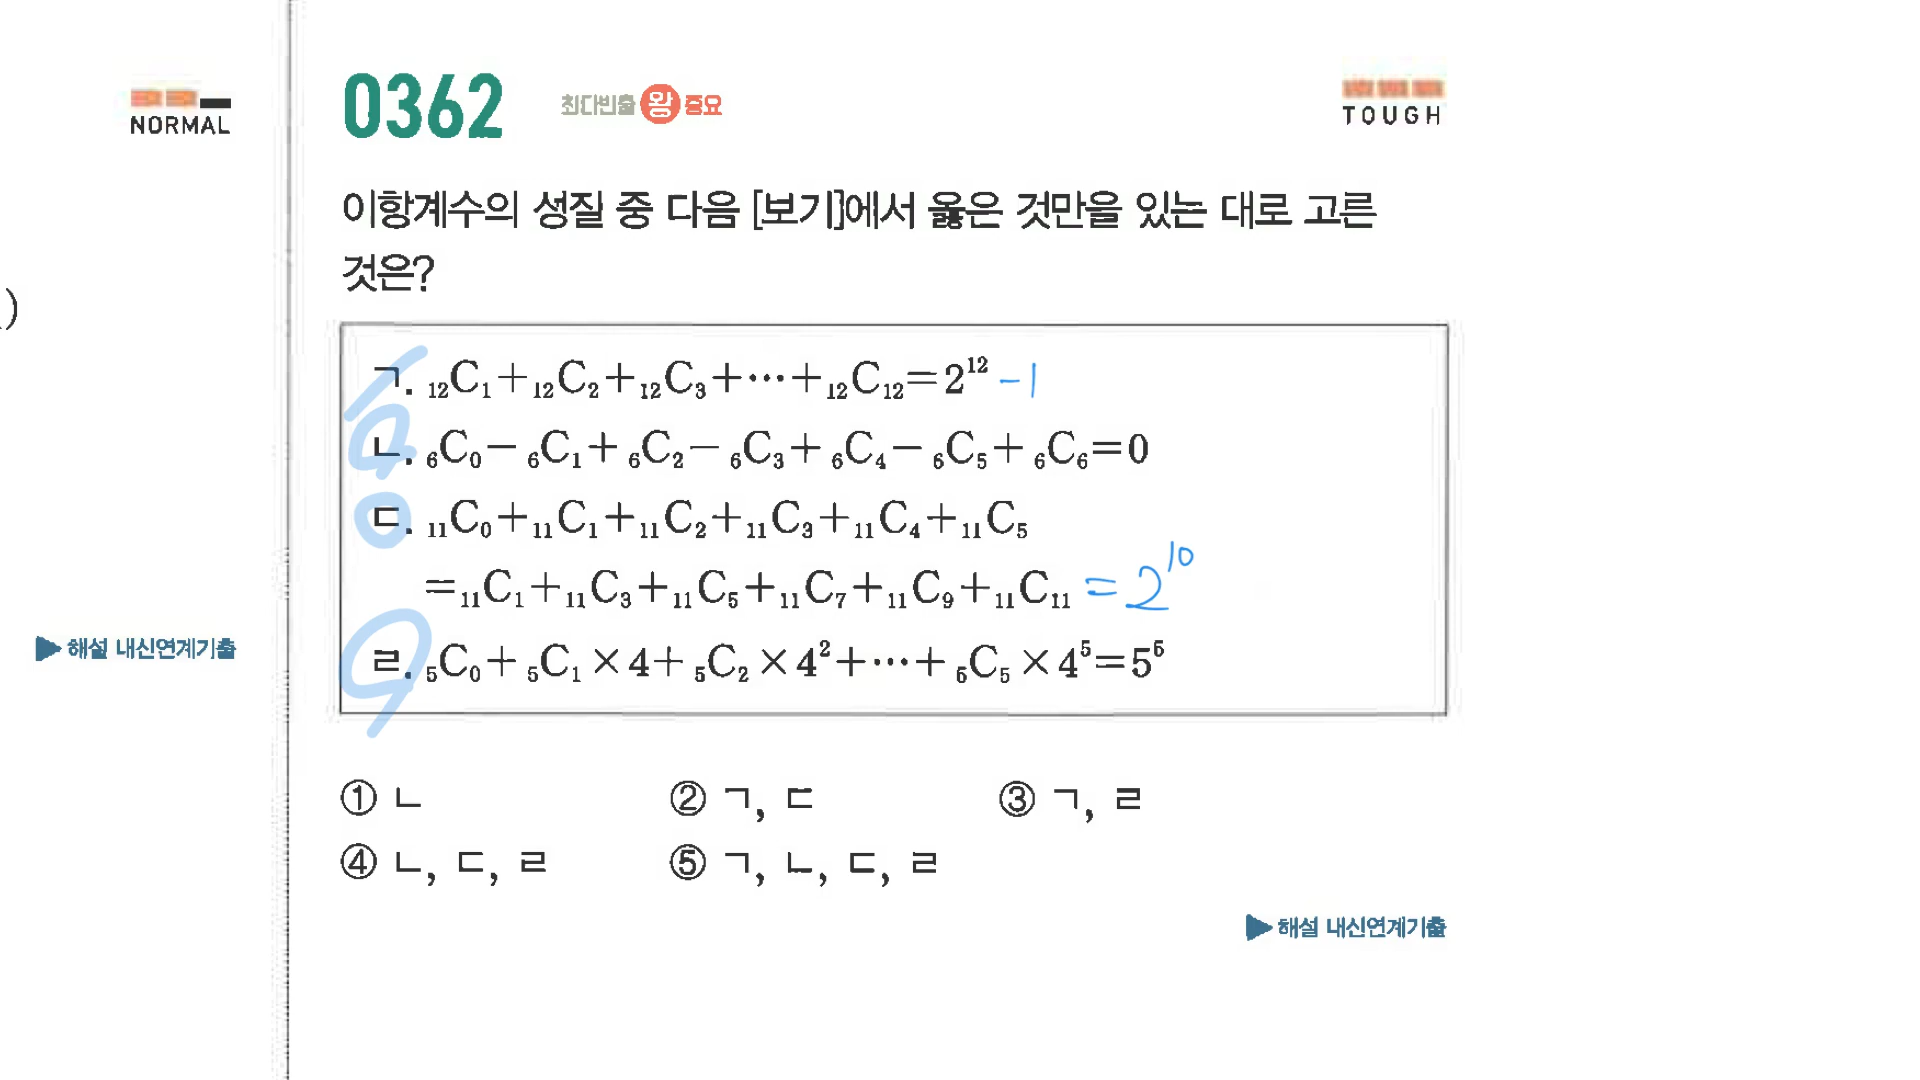 NORMAL
)
▶해설 내신연계기출
0362 최다빈출 왕 중요
TOUGH
이항계수의 성질 중 다음 [보기]에서 옳은 것만을 있는 대로 고른
것은?
ㄱ. ₁₂C₁+₁₂C₂+₁₂C₃+⋯+₁₂C₁₂=2¹² -1
ㄴ. ₆C₀-₆C₁+₆C₂-₆C₃+₆C₄-₆C₅+₆C₆=0
ㄷ. ₁₁C₀+₁₁C₁+₁₁C₂+₁₁C₃+₁₁C₄+₁₁C₅
=₁₁C₁+₁₁C₃+₁₁C₅+₁₁C₇+₁₁C₉+₁₁C₁₁ =2¹⁰
ㄹ. ₅C₀+₅C₁×4+₅C₂×4²+⋯+₅C₅×4⁵=5⁵
① ㄴ ② ㄱ, ㄷ ③ ㄱ, ㄹ
④ ㄴ, ㄷ, ㄹ ⑤ ㄱ, ㄴ, ㄷ, ㄹ
▶해설 내신연계기출